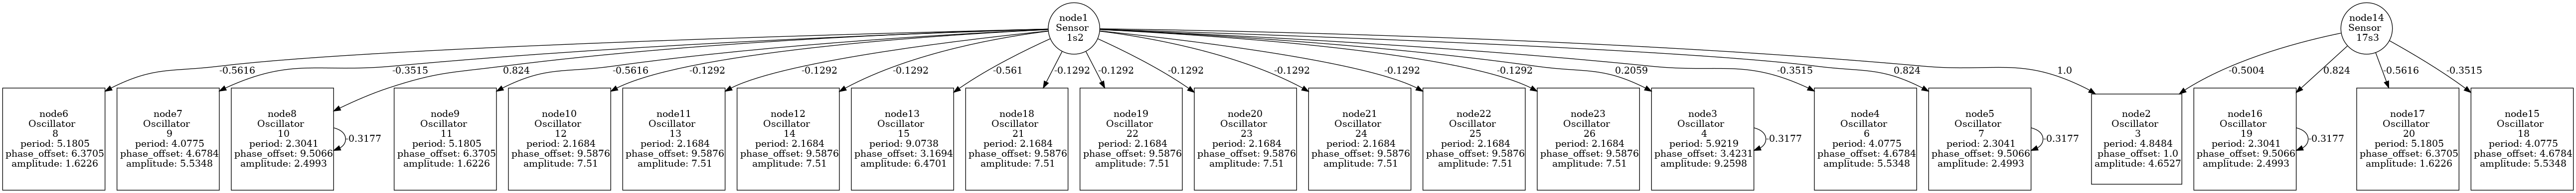 node1
Sensor
1s2
node14
Sensor
17s3
-0.5616
-0.3515
0.824
-0.5616
-0.1292
-0.1292
-0.1292
-0.561
-0.1292
-0.1292
-0.1292
-0.1292
-0.1292
-0.1292
0.2059
-0.3515
0.824
1.0
-0.5004
0.824
-0.5616
-0.3515
node6
Oscillator
8
period: 5.1805
phase_offset: 6.3705
amplitude: 1.6226
node7
Oscillator
9
period: 4.0775
phase_offset: 4.6784
amplitude: 5.5348
node8
Oscillator
10
period: 2.3041
phase_offset: 9.5066
amplitude: 2.4993
-0.3177
node9
Oscillator
11
period: 5.1805
phase_offset: 6.3705
amplitude: 1.6226
node10
Oscillator
12
period: 2.1684
phase_offset: 9.5876
amplitude: 7.51
node11
Oscillator
13
period: 2.1684
phase_offset: 9.5876
amplitude: 7.51
node12
Oscillator
14
period: 2.1684
phase_offset: 9.5876
amplitude: 7.51
node13
Oscillator
15
period: 9.0738
phase_offset: 3.1694
amplitude: 6.4701
node18
Oscillator
21
period: 2.1684
phase_offset: 9.5876
amplitude: 7.51
node19
Oscillator
22
period: 2.1684
phase_offset: 9.5876
amplitude: 7.51
node20
Oscillator
23
period: 2.1684
phase_offset: 9.5876
amplitude: 7.51
node21
Oscillator
24
period: 2.1684
phase_offset: 9.5876
amplitude: 7.51
node22
Oscillator
25
period: 2.1684
phase_offset: 9.5876
amplitude: 7.51
node23
Oscillator
26
period: 2.1684
phase_offset: 9.5876
amplitude: 7.51
node3
Oscillator
4
period: 5.9219
phase_offset: 3.4231
amplitude: 9.2598
-0.3177
node4
Oscillator
6
period: 4.0775
phase_offset: 4.6784
amplitude: 5.5348
node5
Oscillator
7
period: 2.3041
phase_offset: 9.5066
amplitude: 2.4993
-0.3177
node2
Oscillator
3
period: 4.8484
phase_offset: 1.0
amplitude: 4.6527
node16
Oscillator
19
period: 2.3041
phase_offset: 9.5066
amplitude: 2.4993
-0.3177
node17
Oscillator
20
period: 5.1805
phase_offset: 6.3705
amplitude: 1.6226
node15
Oscillator
18
period: 4.0775
phase_offset: 4.6784
amplitude: 5.5348